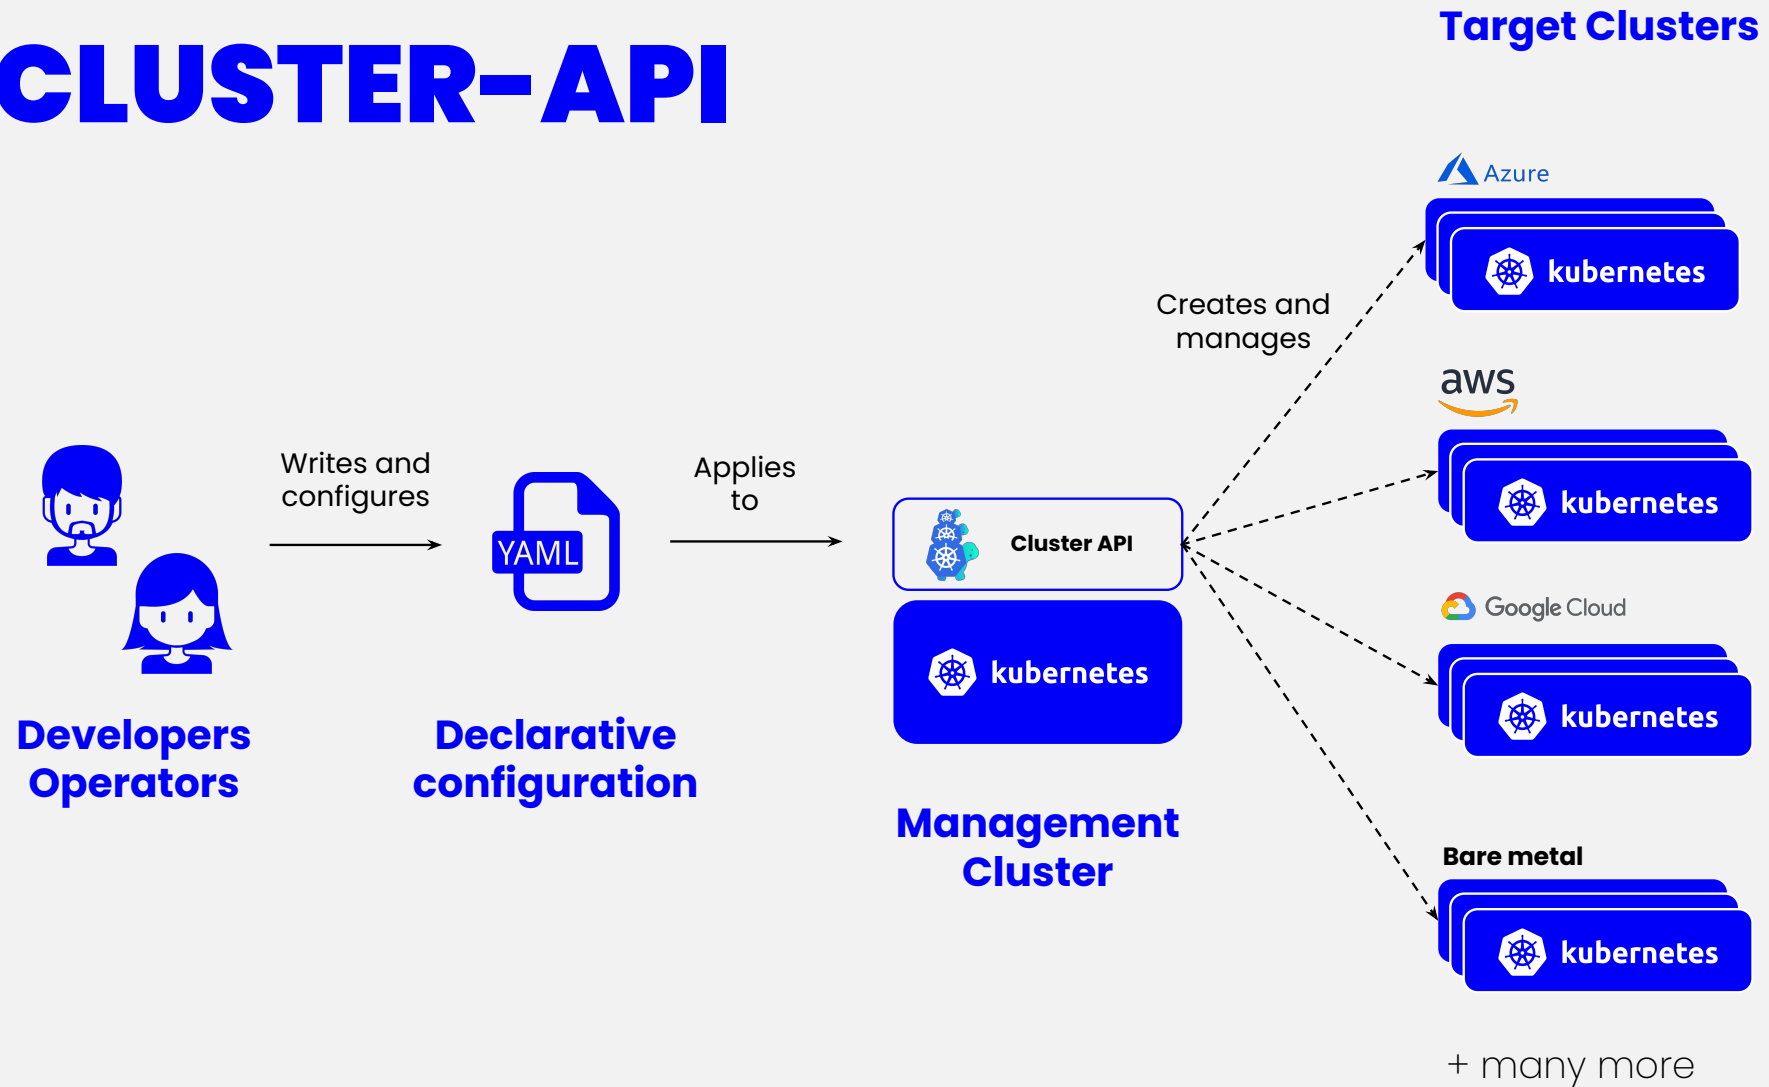 CLUSTER-API
Target Clusters
Writes and
configures
YAML
Applies
to
Developers
Operators
Declarative
configuration
Cluster API
kubernetes
Management
Cluster
Creates and
manages
Azure
kubernetes
aws
kubernetes
Google Cloud
kubernetes
Bare metal
kubernetes
+ many more